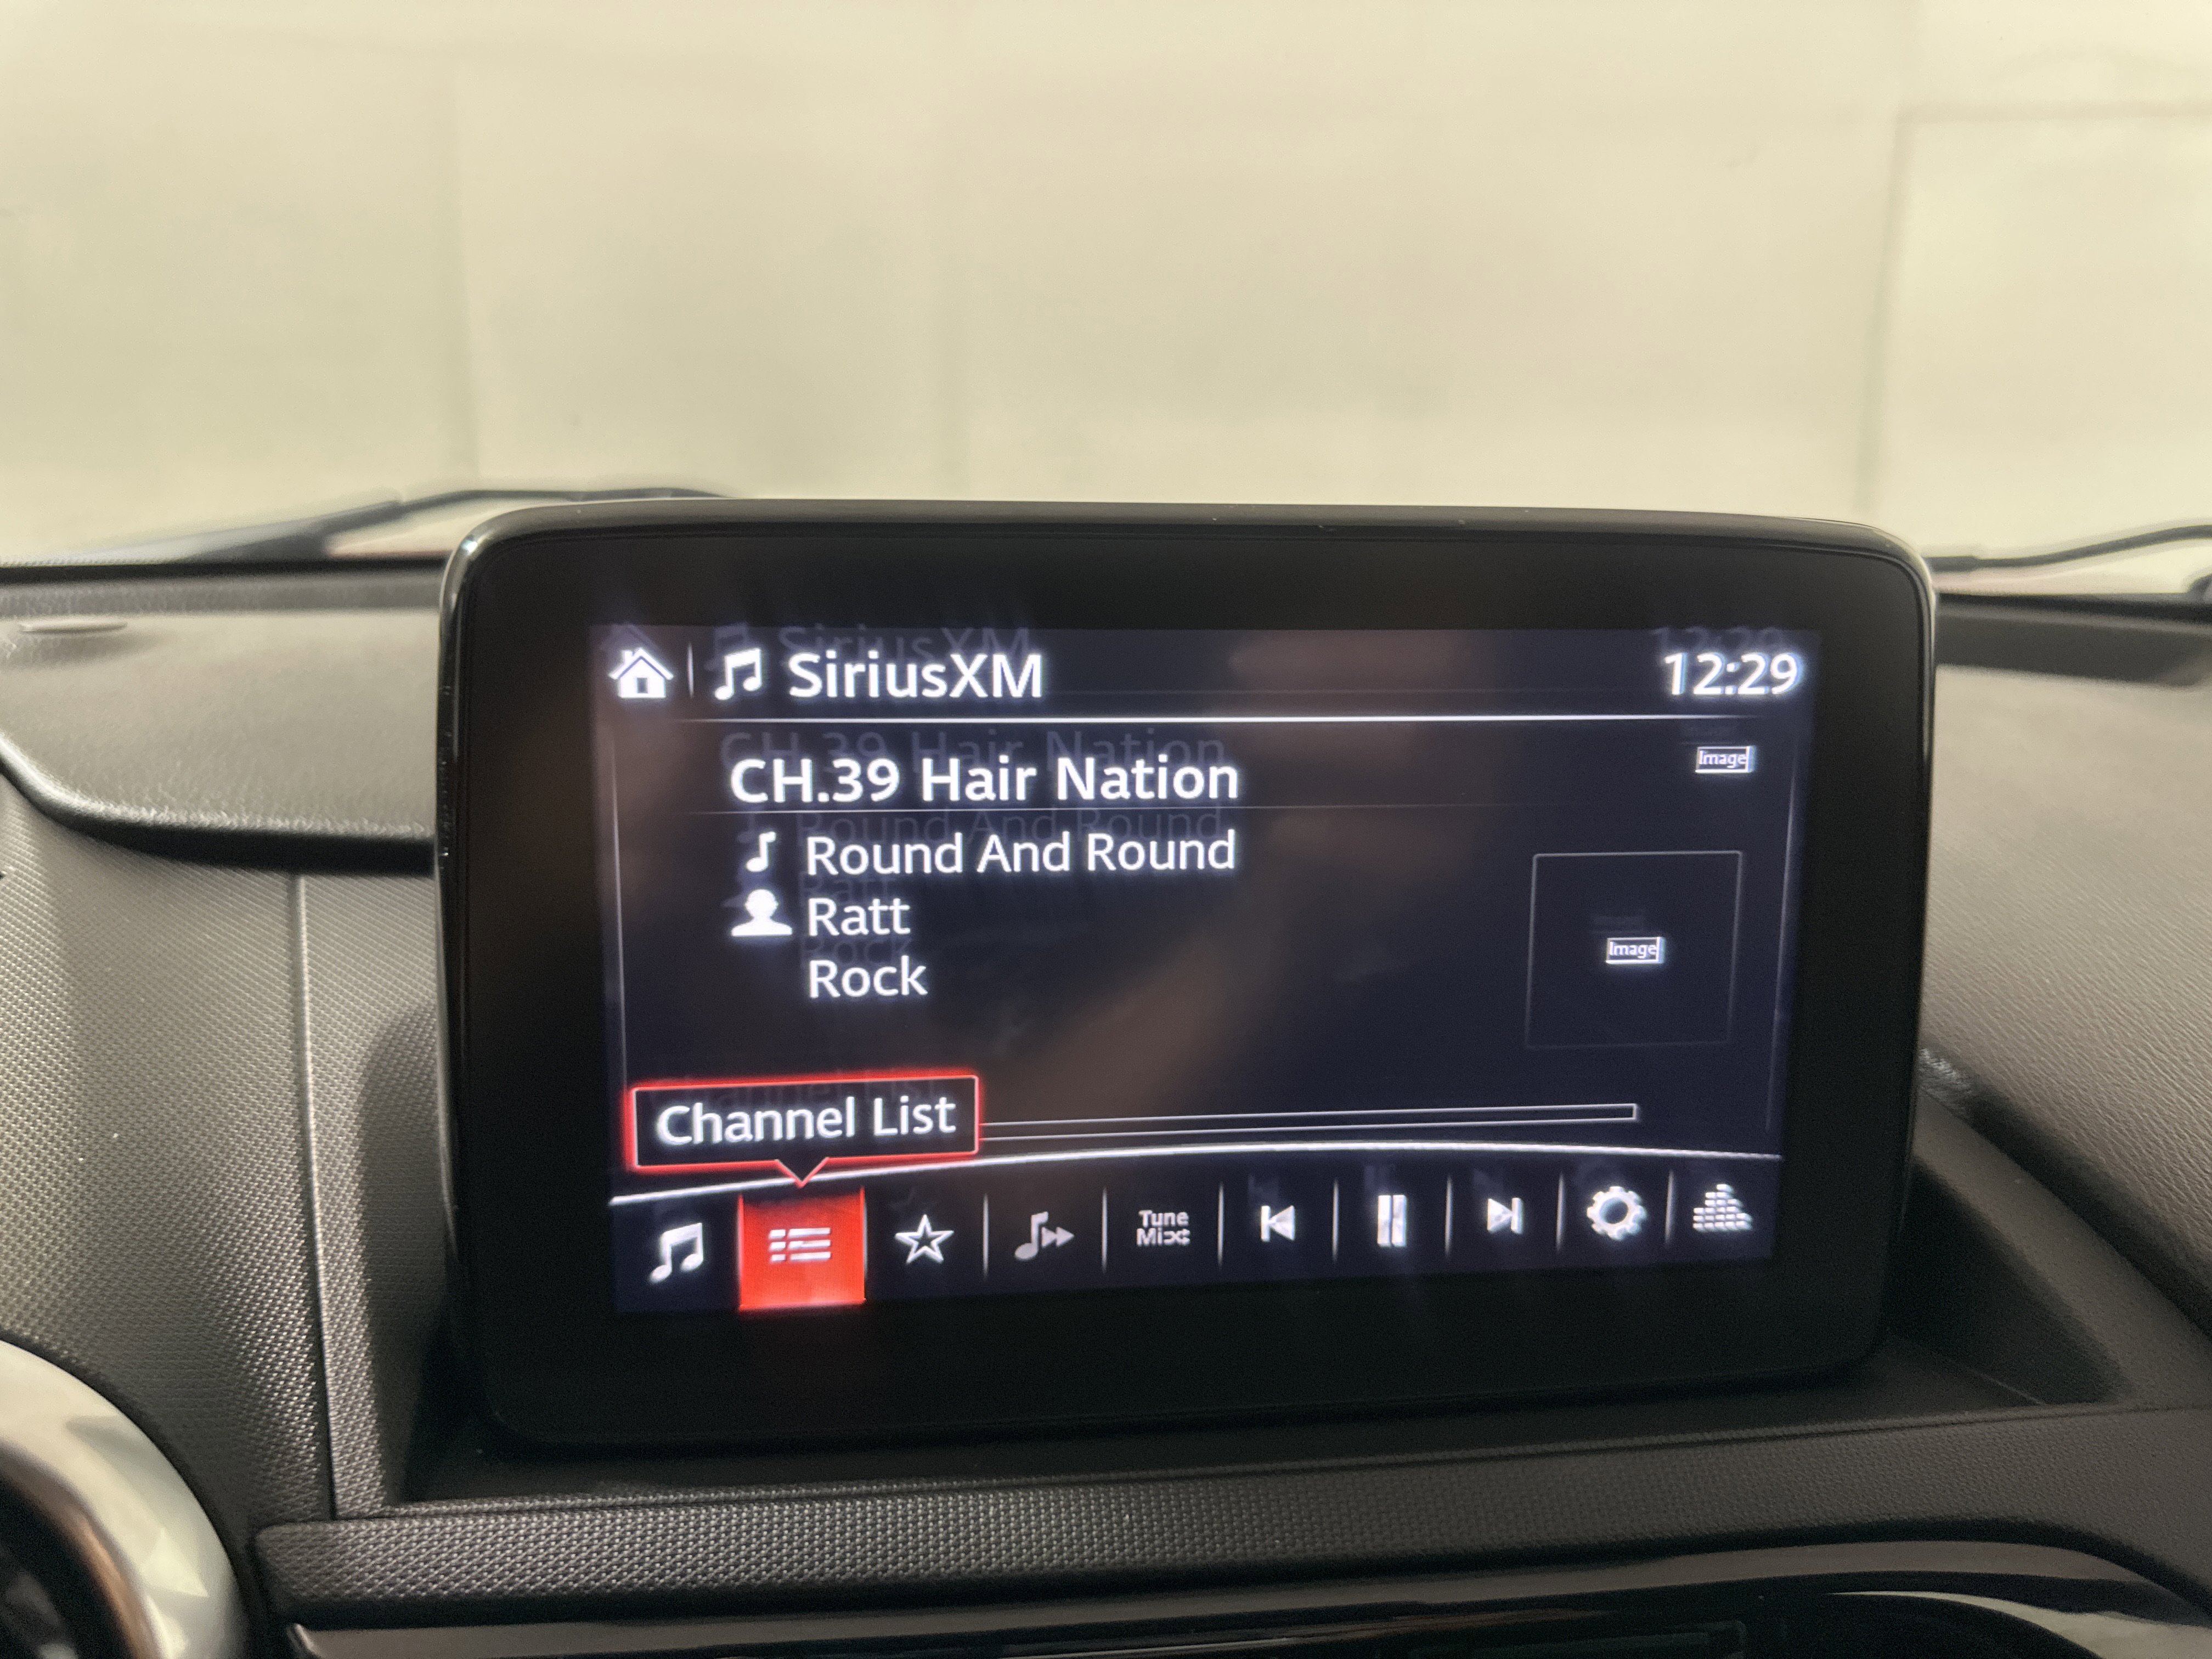 SiriusXM
12:29
CH.39 Hair Nation
Image
Round And Round
Ratt
Image
Rock
Channel List
Tune
Mix